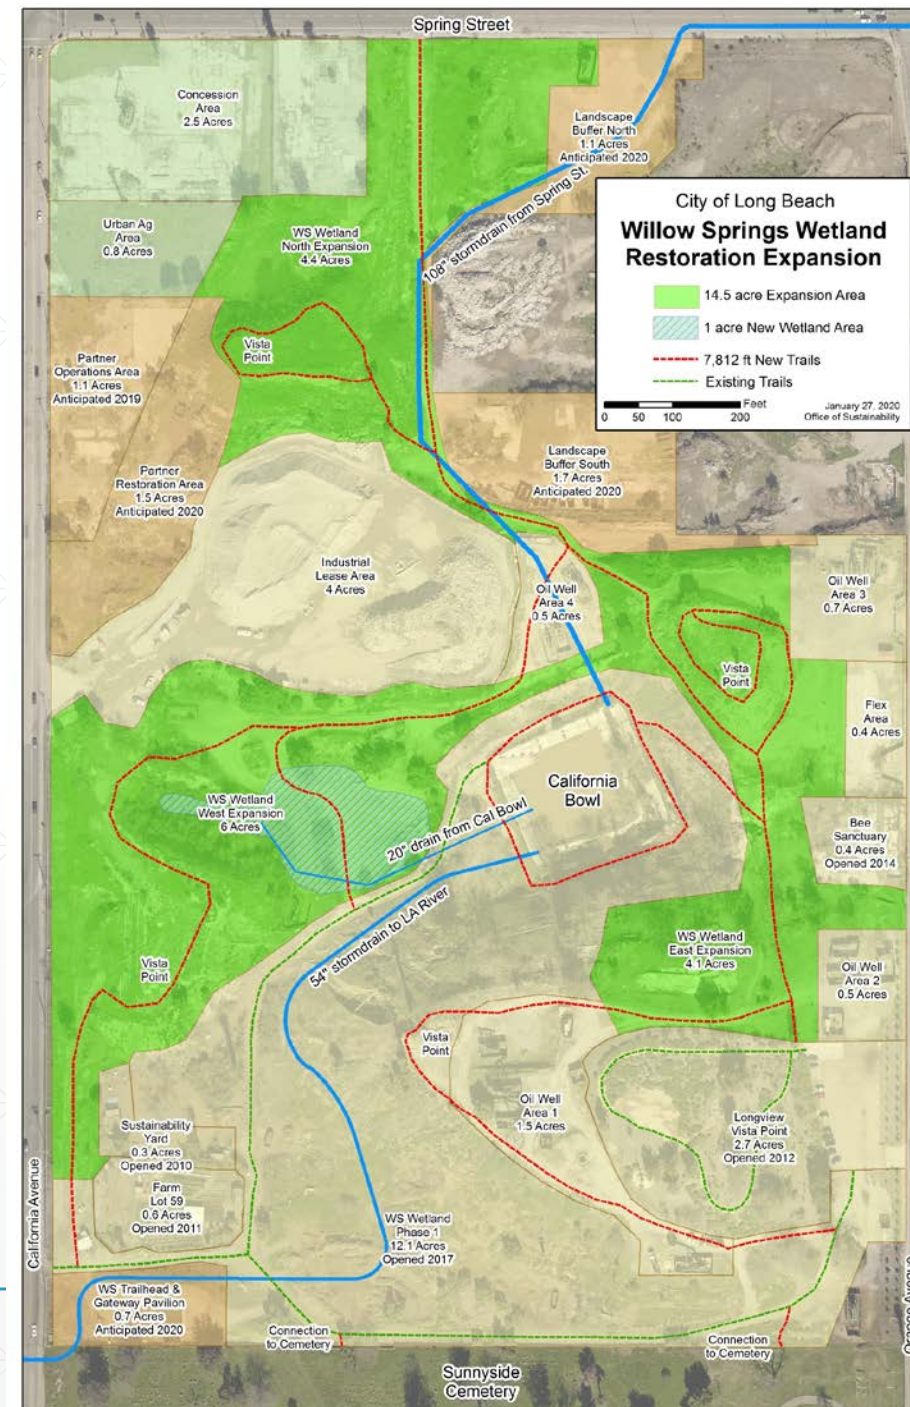 Spring Street
Concession
Area
2.5 Acres
Landscape
Buffer North
1.1 Acres
Anticipated 2020
City of Long Beach
Willow Springs Wetland
Restoration Expansion
14.5 acre Expansion Area
1 acre New Wetland Area
7,812 ft New Trails
Existing Trails
Feet
0 50 100 200
January 27, 2020
Office of Sustainability
Urban Ag
Area
0.8 Acres
WS Wetland
North Expansion
4.4 Acres
108" stormdrain from Spring St.
Vista
Point
Partner
Operations Area
1.1 Acres
Anticipated 2019
Partner
Restoration Area
1.5 Acres
Anticipated 2020
Landscape
Buffer South
1.7 Acres
Anticipated 2020
Industrial
Lease Area
4 Acres
Oil Well
Area 4
0.5 Acres
Oil Well
Area 3
0.7 Acres
Vista
Point
Flex
Area
0.4 Acres
California
Bowl
WS Wetland
West Expansion
6 Acres
20" drain from Cal Bowl
Bee
Sanctuary
0.4 Acres
Opened 2014
54" stormdrain to LA River
WS Wetland
East Expansion
4.1 Acres
Vista
Point
Oil Well
Area 2
0.5 Acres
Vista
Point
Oil Well
Area 1
1.5 Acres
Longview
Vista Point
2.7 Acres
Opened 2012
Sustainability
Yard
0.3 Acres
Opened 2010
Farm
Lot 59
0.6 Acres
Opened 2011
California Avenue
WS Wetland
Phase 1
12.1 Acres
Opened 2017
WS Trailhead &
Gateway Pavilion
0.7 Acres
Anticipated 2020
Connection
to Cemetery
Connection
to Cemetery
Sunnyside
Cemetery